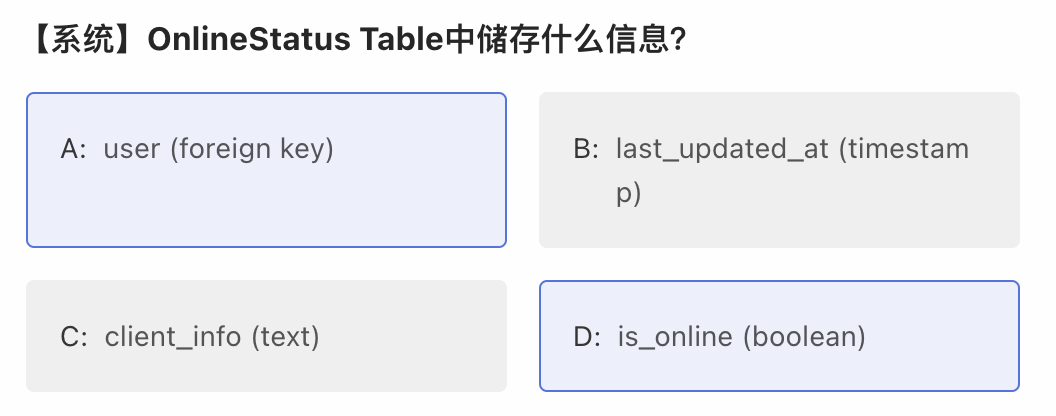 【系统】OnlineStatus Table中储存什么信息?
A: user (foreign key)
B: last_updated_at (timestam
p)
C: client_info (text)
D: is_online (boolean)